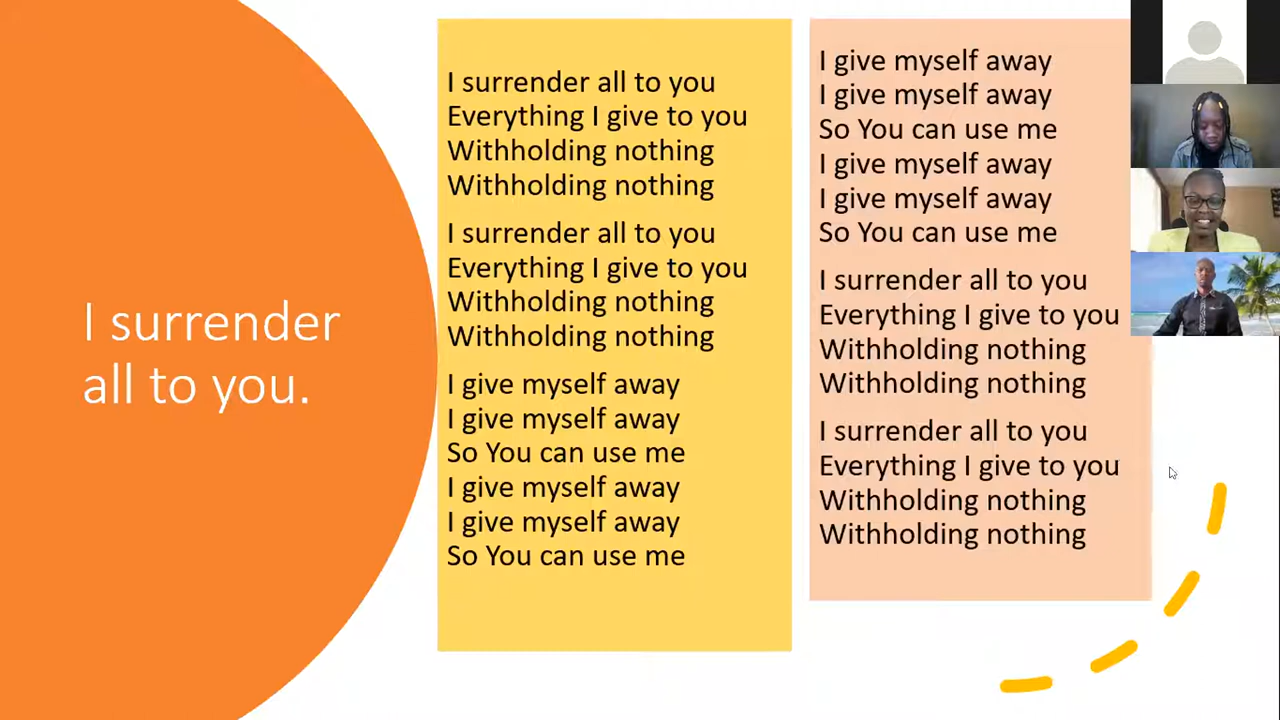 I surrender
all to you.
I surrender all to you
Everything I give to you
Withholding nothing
Withholding nothing
I surrender all to you
Everything I give to you
Withholding nothing
Withholding nothing
I give myself away
I give myself away
So You can use me
I give myself away
I give myself away
So You can use me
I give myself away
I give myself away
So You can use me
I give myself away
I give myself away
So You can use me
I surrender all to you
Everything I give to you
Withholding nothing
Withholding nothing
I surrender all to you
Everything I give to you
Withholding nothing
Withholding nothing